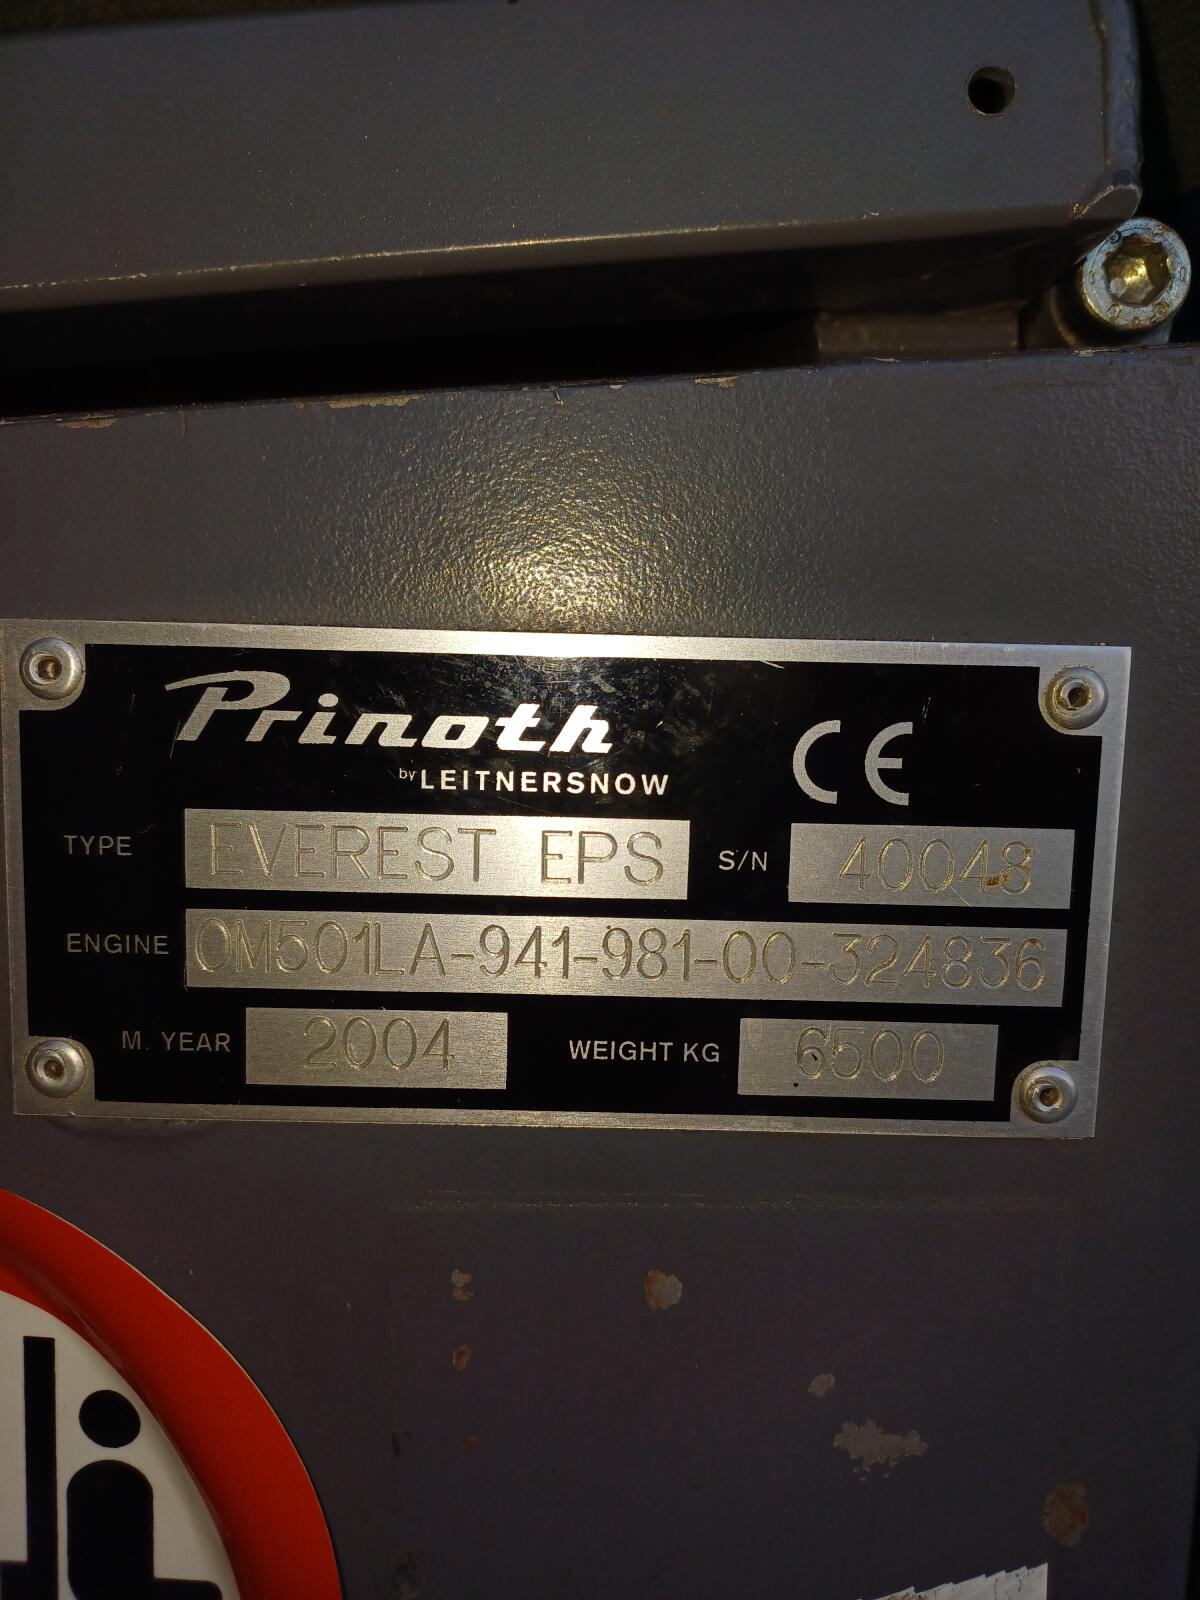 Prinoth
by LEITNERSNOW
CE
TYPE EVEREST EPS S/N 40048
ENGINE OM501LA-941-981-00-324836
M. YEAR 2004 WEIGHT KG 6500